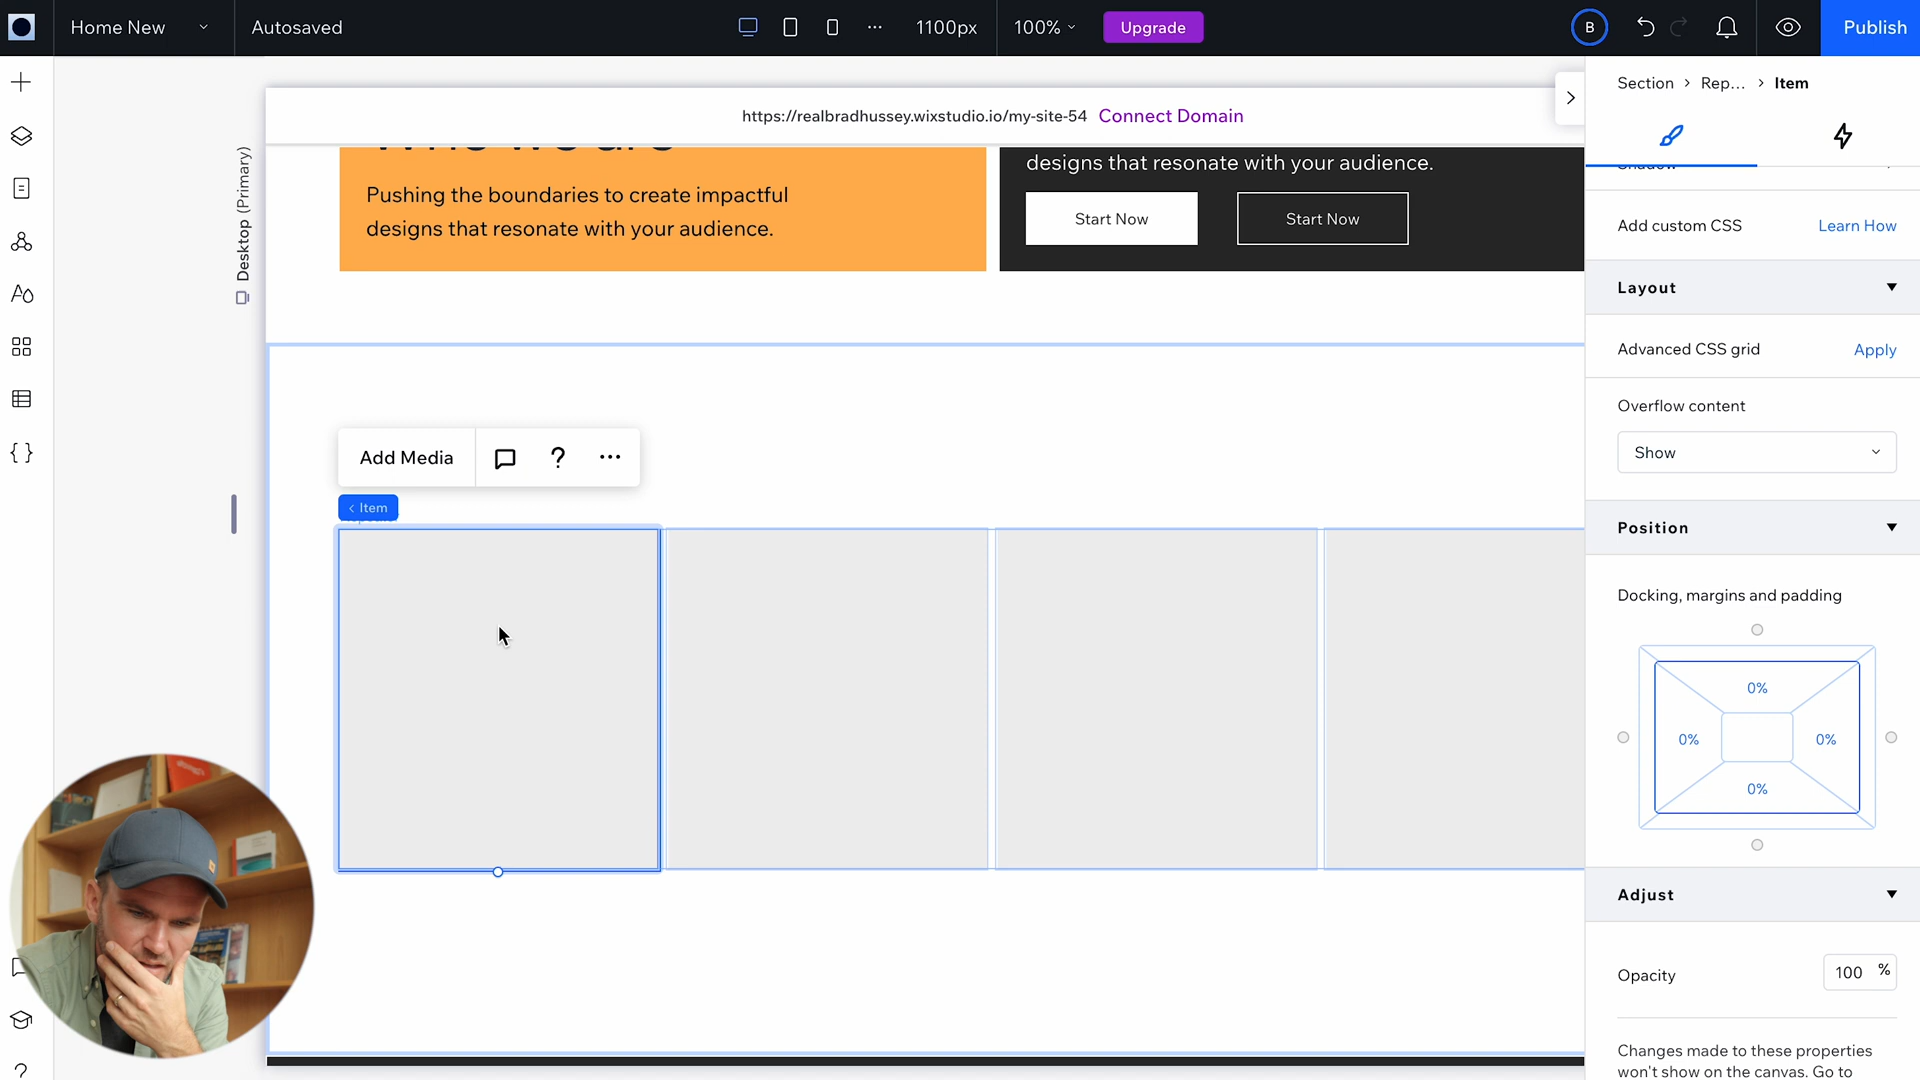 Home New
Autosaved
1100px
100%
Upgrade
B
Publish
https://realbradhussey.wixstudio.io/my-site-54 Connect Domain
Desktop (Primary)
Pushing the boundaries to create impactful
designs that resonate with your audience.
designs that resonate with your audience.
Start Now
Start Now
Add Media
?
< Item
Section > Rep... > Item
Add custom CSS
Learn How
Layout
Advanced CSS grid
Apply
Overflow content
Show
Position
Docking, margins and padding
0%
0%
0%
0%
Adjust
Opacity
100 %
Changes made to these properties
won't show on the canvas. Go to